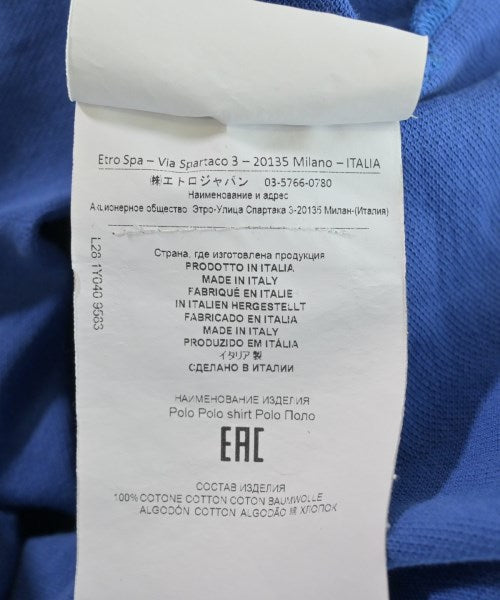 Etro Spa – Via Spartaco 3 – 20135 Milano – ITALIA
㈱エトロジャパン 03-5766-0780
Наименование и адрес
Акционерное общество Этро-Улица Спартака 3-20135 Милан-(Италия)
Страна, где изготовлена продукция
PRODOTTO IN ITALIA
MADE IN ITALY
FABRIQUÉ EN ITALIE
IN ITALIEN HERGESTELLT
FABRICADO EN ITALIA
MADE IN ITALY
PRODUZIDO EM ITÁLIA
イタリア製
СДЕЛАНО В ИТАЛИИ
НАИМЕНОВАНИЕ ИЗДЕЛИЯ
Polo Polo shirt Polo Поло
EAC
СОСТАВ ИЗДЕЛИЯ
100% COTONE COTTON COTON BAUMWOLLE
ALGODÓN COTTON ALGODÃO 綿 ХЛОПОК
L28 1Y040 9583